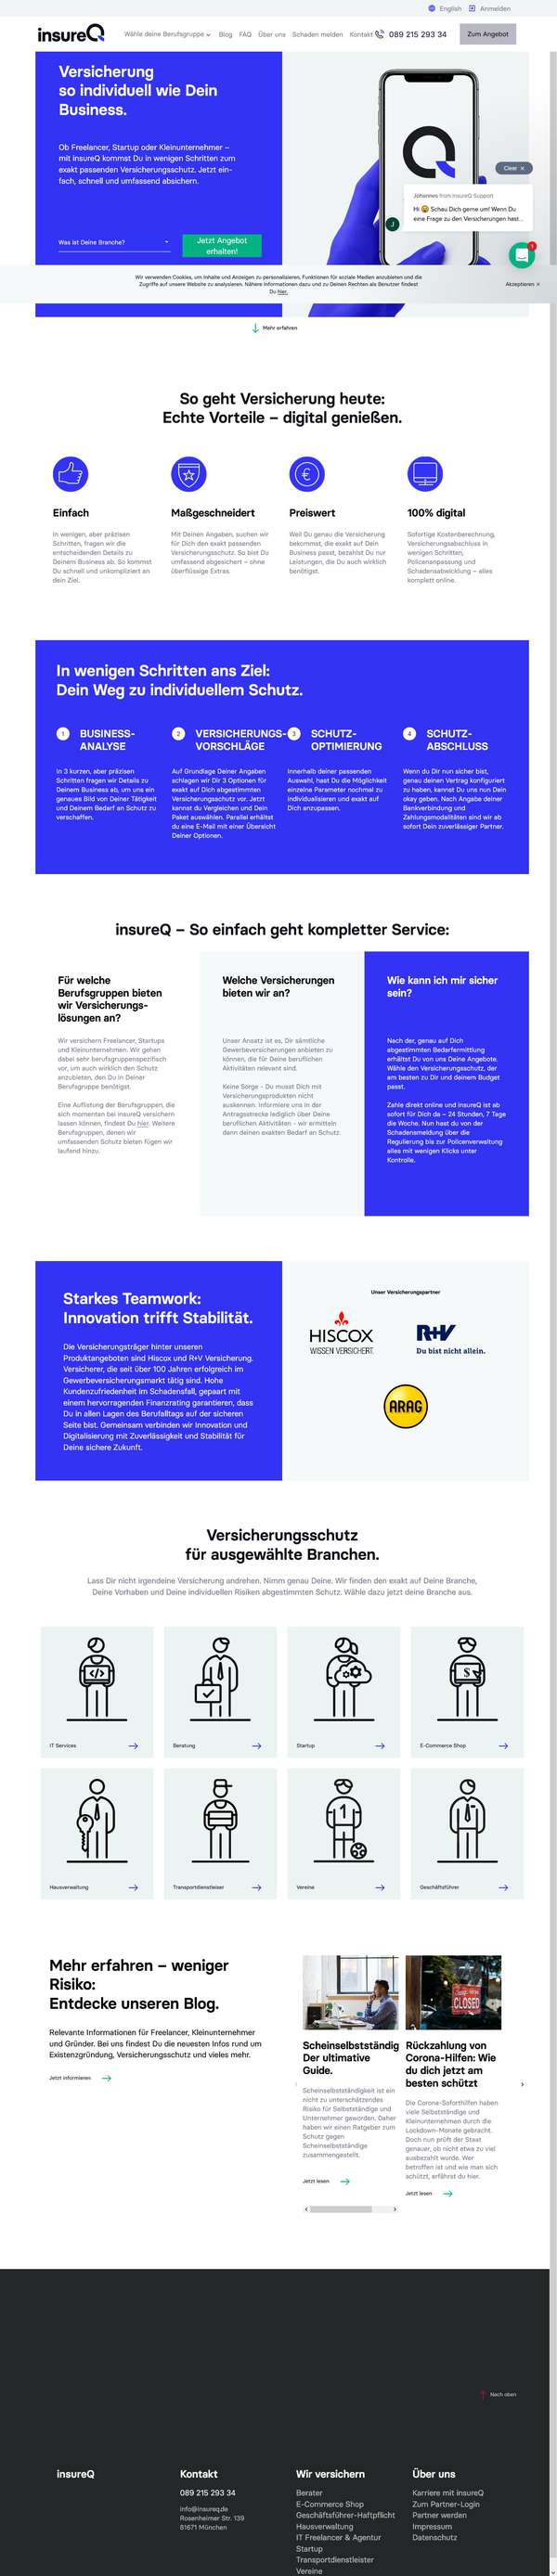 English Anmelden
insureQ Wähle deine Berufsgruppe Blog FAQ Über uns Schaden melden Kontakt 089 215 293 34 Zum Angebot
Versicherung
so individuell wie Dein
Business.
Ob Freelancer, Startup oder Kleinunternehmer –
mit insureQ kommst Du in wenigen Schritten zum
exakt passenden Versicherungsschutz. Jetzt ein-
fach, schnell und umfassend absichern.
Was ist Deine Branche?
Jetzt Angebot
erhalten!
Clear ×
Johannes from insureQ Support
Hi Schau Dich gerne um! Wenn Du
eine Frage zu den Versicherungen hast...
J
1
Wir verwenden Cookies, um Inhalte und Anzeigen zu personalisieren, Funktionen für soziale Medien anzubieten und die
Zugriffe auf unsere Website zu analysieren. Nähere Informationen dazu und zu Deinen Rechten als Benutzer findest
Du hier.
Akzeptieren ×
Mehr erfahren
So geht Versicherung heute:
Echte Vorteile – digital genießen.
Einfach
In wenigen, aber präzisen
Schritten, fragen wir die
entscheidenden Details zu
Deinem Business ab. So kommst
Du schnell und unkompliziert an
dein Ziel.
Maßgeschneidert
Mit Deinen Angaben, suchen wir
für Dich den exakt passenden
Versicherungsschutz. So bist Du
umfassend abgesichert – ohne
überflüssige Extras.
Preiswert
Weil Du genau die Versicherung
bekommst, die exakt auf Dein
Business passt, bezahlst Du nur
Leistungen, die Du auch wirklich
benötigst.
100% digital
Sofortige Kostenberechnung,
Versicherungsabschluss in
wenigen Schritten,
Policenanpassung und
Schadensabwicklung – alles
komplett online.
In wenigen Schritten ans Ziel:
Dein Weg zu individuellem Schutz.
1 BUSINESS-
ANALYSE
In 3 kurzen, aber präzisen
Schritten fragen wir Details zu
Deinem Business ab, um uns ein
genaues Bild von Deiner Tätigkeit
und Deinem Bedarf an Schutz zu
verschaffen.
2 VERSICHERUNGS-
VORSCHLÄGE
Auf Grundlage Deiner Angaben
schlagen wir Dir 3 Optionen für
exakt auf Dich abgestimmten
Versicherungsschutz vor. Jetzt
kannst du Vergleichen und Dein
Paket auswählen. Parallel erhältst
du eine E-Mail mit einer Übersicht
Deiner Optionen.
3 SCHUTZ-
OPTIMIERUNG
Innerhalb deiner passenden
Auswahl, hast Du die Möglichkeit
einzelne Parameter nochmal zu
individualisieren und exakt auf
Dich anzupassen.
4 SCHUTZ-
ABSCHLUSS
Wenn du Dir nun sicher bist,
genau deinen Vertrag konfiguriert
zu haben, kannst Du uns nun Dein
okay geben. Nach Angabe deiner
Bankverbindung und
Zahlungsmodalitäten sind wir ab
sofort Dein zuverlässiger Partner.
insureQ – So einfach geht kompletter Service:
Für welche
Berufsgruppen bieten
wir Versicherungs-
lösungen an?
Wir versichern Freelancer, Startups
und Kleinunternehmen. Wir gehen
dabei sehr berufsgruppenspezifisch
vor, um auch wirklich den Schutz
anzubieten, den Du in Deiner
Berufsgruppe benötigst.
Eine Auflistung der Berufsgruppen, die
sich momentan bei insureQ versichern
lassen können, findest Du hier. Weitere
Berufsgruppen, denen wir
umfassenden Schutz bieten fügen wir
laufend hinzu.
Welche Versicherungen
bieten wir an?
Unser Ansatz ist es, Dir sämtliche
Gewerbeversicherungen anbieten zu
können, die für Deine beruflichen
Aktivitäten relevant sind.
Keine Sorge - Du musst Dich mit
Versicherungsprodukten nicht
auskennen. Informiere uns in der
Antragsstrecke lediglich über Deine
beruflichen Aktivitäten - wir ermitteln
dann deinen exakten Bedarf an Schutz.
Wie kann ich mir sicher
sein?
Nach der, genau auf Dich
abgestimmten Bedarfermittlung
erhältst Du von uns Deine Angebote.
Wähle den Versicherungsschutz, der
am besten zu Dir und deinem Budget
passt.
Zahle direkt online und insureQ ist ab
sofort für Dich da – 24 Stunden, 7 Tage
die Woche. Nun hast du von der
Schadensmeldung über die
Regulierung bis zur Policenverwaltung
alles mit wenigen Klicks unter
Kontrolle.
Starkes Teamwork:
Innovation trifft Stabilität.
Die Versicherungsträger hinter unseren
Produktangeboten sind Hiscox und R+V Versicherung.
Versicherer, die seit über 100 Jahren erfolgreich im
Gewerbeversicherungsmarkt tätig sind. Hohe
Kundenzufriedenheit im Schadensfall, gepaart mit
einem hervorragenden Finanzrating garantieren, dass
Du in allen Lagen des Berufalltags auf der sicheren
Seite bist. Gemeinsam verbinden wir Innovation und
Digitalisierung mit Zuverlässigkeit und Stabilität für
Deine sichere Zukunft.
Unser Versicherungspartner
HISCOX
WISSEN VERSICHERT.
R+V
Du bist nicht allein.
ARAG
Versicherungsschutz
für ausgewählte Branchen.
Lass Dir nicht irgendeine Versicherung andrehen. Nimm genau Deine. Wir finden den exakt auf Deine Branche,
Deine Vorhaben und Deine individuellen Risiken abgestimmten Schutz. Wähle dazu jetzt deine Branche aus.
IT Services
Beratung
Startup
E-Commerce Shop
Hausverwaltung
Transportdienstleiser
1
Vereine
Geschäftsführer
Mehr erfahren – weniger
Risiko:
Entdecke unseren Blog.
Relevante Informationen für Freelancer, Kleinunternehmer
und Gründer. Bei uns findest Du die neuesten Infos rund um
Existenzgründung, Versicherungsschutz und vieles mehr.
Jetzt informieren
Scheinselbstständig
Der ultimative
Guide.
Scheinselbstständigkeit ist ein
nicht zu unterschätzendes
Risiko für Selbstständige und
Unternehmer geworden. Daher
haben wir einen Ratgeber zum
Schutz gegen
Scheinselbstständige
zusammengestellt.
Jetzt lesen
CLOSED
Rückzahlung von
Corona-Hilfen: Wie
du dich jetzt am
besten schützt
Die Corona-Soforthilfen haben
viele Selbstständige und
Kleinunternehmen durch die
Lockdown-Monate gebracht.
Doch nun prüft der Staat
genauer, ob nicht etwa zu viel
ausbezahlt wurde. Wer
betroffen ist und wie man sich
schützt, erfährst du hier.
Jetzt lesen
Nach oben
insureQ
Kontakt
089 215 293 34
info@insureq.de
Rosenheimer Str. 139
81671 München
Wir versichern
Berater
E-Commerce Shop
Geschäftsführer-Haftpflicht
Hausverwaltung
IT Freelancer & Agentur
Startup
Transportdienstleister
Vereine
Über uns
Karriere mit insureQ
Zum Partner-Login
Partner werden
Impressum
Datenschutz